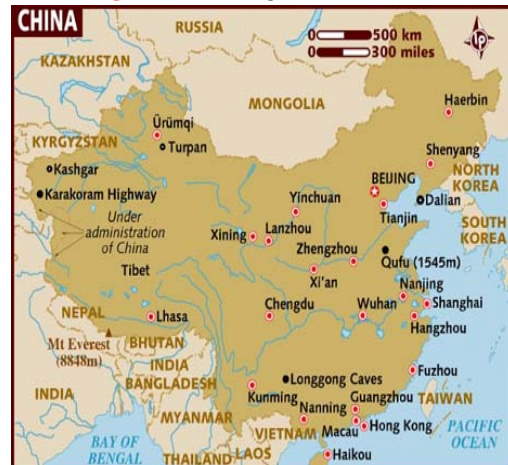 CHINA
RUSSIA
500 km
300 miles
KAZAKHSTAN
MONGOLIA
Haerbin
Ürümqi
Turpan
KYRGYZSTAN
Shenyang
Kashgar
BEIJING
NORTH
KOREA
Karakoram Highway
Dalian
Yinchuan
Tianjin
Under
administration
of China
SOUTH
KOREA
Xining
Lanzhou
Zhengzhou
Qufu (1545m)
Tibet
Xi'an
Nanjing
NEPAL
Lhasa
Chengdu
Wuhan
Shanghai
Hangzhou
Mt Everest
(8848m)
BHUTAN
INDIA
BANGLADESH
Longgong Caves
Fuzhou
Kunming
Guangzhou
TAIWAN
INDIA
MYANMAR
Nanning
Macau
Hong Kong
PACIFIC
OCEAN
VIETNAM
BAY OF
BENGAL
THAILAND
LAOS
Haikou